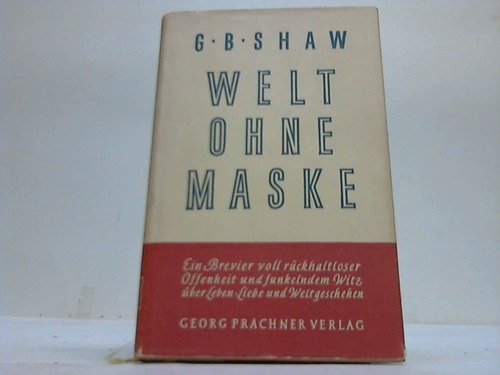 G·B·SHAW
WELT
OHNE
MASKE
Ein Brevier voll rückhaltloser
Offenheit und funkelndem Witz
über Leben·Liebe und Weltgeschehen
GEORG PRACHNER VERLAG